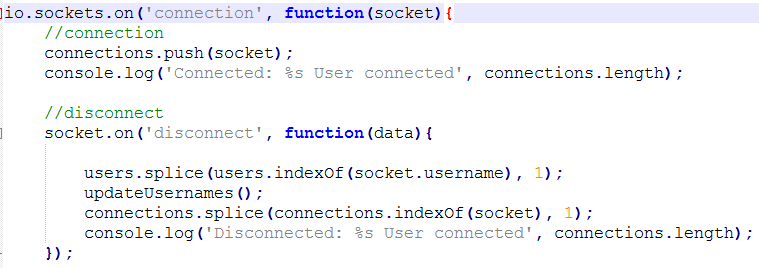 io.sockets.on('connection', function(socket){
//connection
connections.push(socket);
console.log('Connected: %s User connected', connections.length);
//disconnect
socket.on('disconnect', function(data){
users.splice(users.indexOf(socket.username), 1);
updateUsernames();
connections.splice(connections.indexOf(socket), 1);
console.log('Disconnected: %s User connected', connections.length);
});